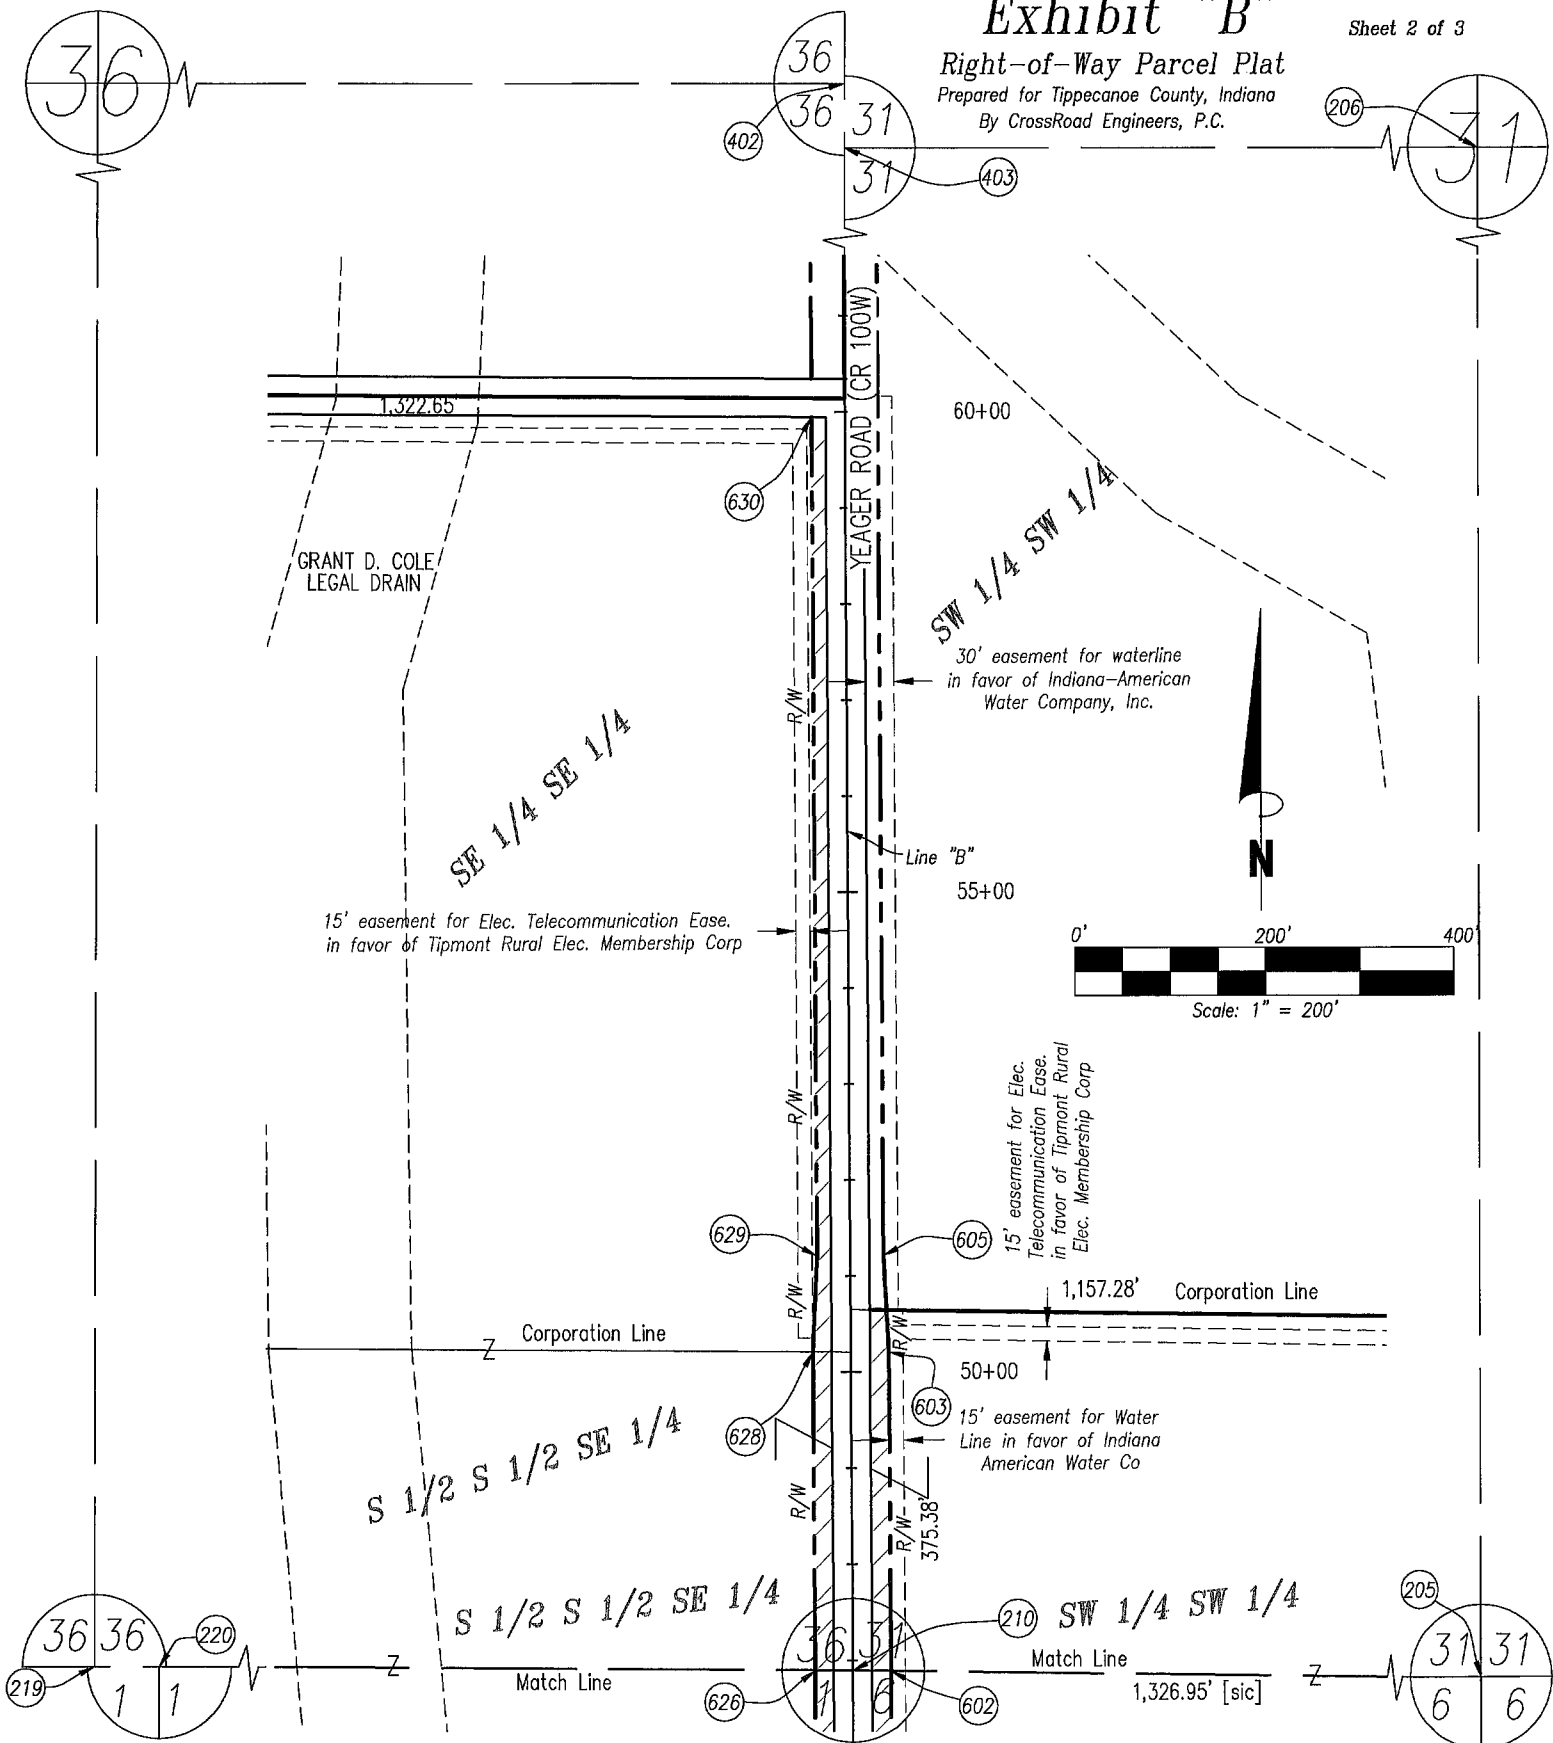 Exhibit "B"
Sheet 2 of 3
Right-of-Way Parcel Plat
Prepared for Tippecanoe County, Indiana
By CrossRoad Engineers, P.C.
36
36
36
31
31
402
403
206
31
YEAGER ROAD (CR 100W)
1,322.65'
60+00
630
GRANT D. COLE
LEGAL DRAIN
SW 1/4 SW 1/4
30' easement for waterline
in favor of Indiana-American
Water Company, Inc.
R/W
SE 1/4 SE 1/4
Line "B"
N
55+00
15' easement for Elec. Telecommunication Ease.
in favor of Tipmont Rural Elec. Membership Corp
0'
200'
400'
Scale: 1" = 200'
15' easement for Elec.
Telecommunication Ease.
in favor of Tipmont Rural
Elec. Membership Corp
R/W
629
605
R/W
1,157.28'
Corporation Line
Corporation Line
R/W
50+00
603
628
15' easement for Water
Line in favor of Indiana
American Water Co
S 1/2 S 1/2 SE 1/4
R/W
R/W
375.38'
S 1/2 S 1/2 SE 1/4
210
SW 1/4 SW 1/4
205
36 36
220
36 31
31 31
219
1 1
Match Line
626
1 6
602
Match Line
1,326.95' [sic]
6 6